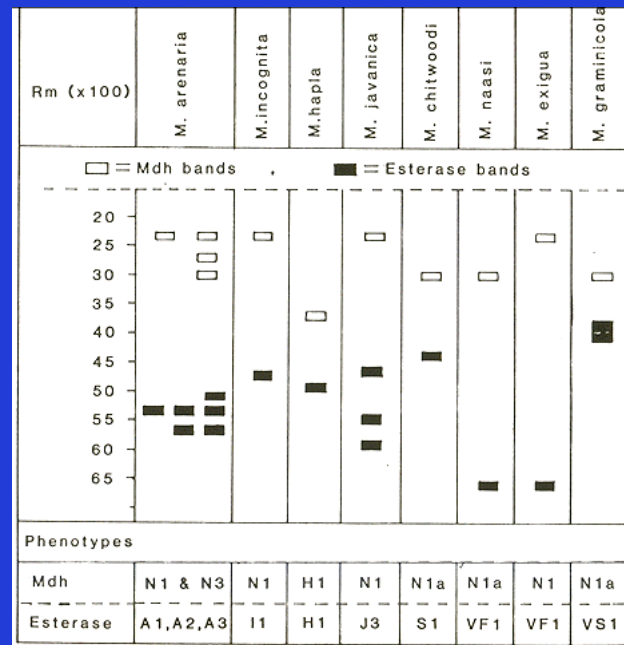 Rm (x100)
M. arenaria
M.incognita
M.hapla
M. javanica
M. chitwoodi
M. naasi
M. exigua
M. graminicola
= Mdh bands
= Esterase bands
20
25
30
35
40
45
50
55
60
65
Phenotypes
Mdh N1 & N3 N1 H1 N1 N1a N1a N1 N1a
Esterase A1,A2,A3 I1 H1 J3 S1 VF1 VF1 VS1